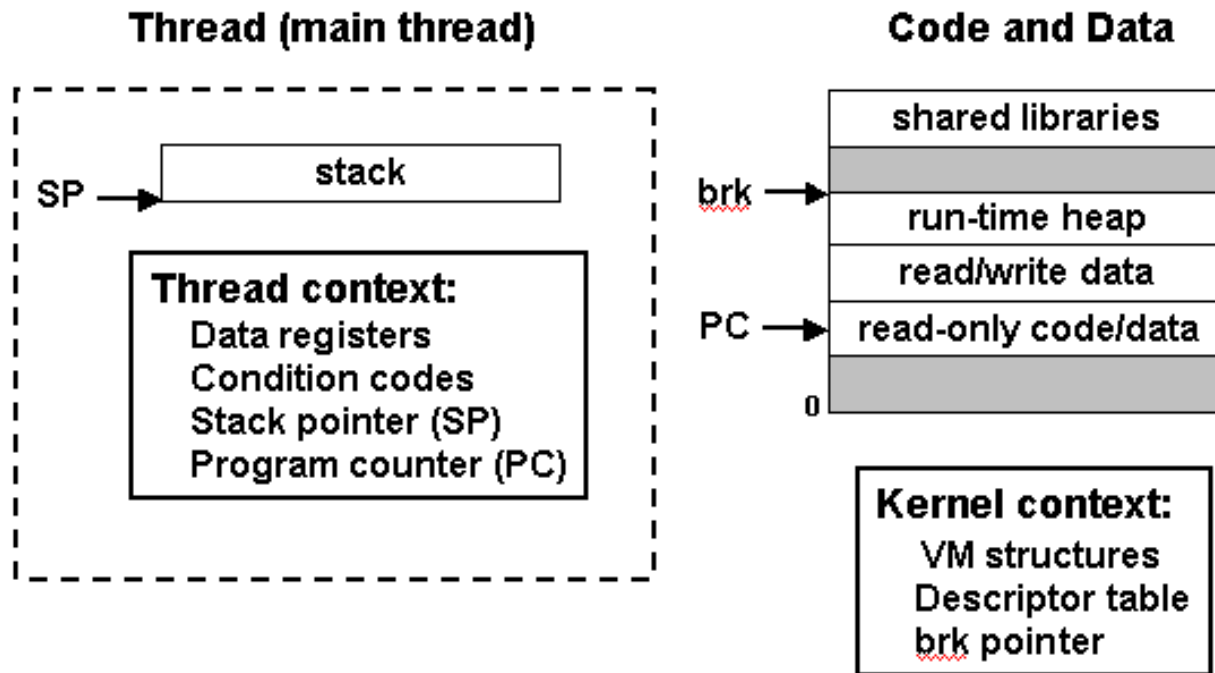 Thread (main thread)
SP
stack
Thread context:
Data registers
Condition codes
Stack pointer (SP)
Program counter (PC)
Code and Data
shared libraries
brk
run-time heap
read/write data
PC
read-only code/data
0
Kernel context:
VM structures
Descriptor table
brk pointer